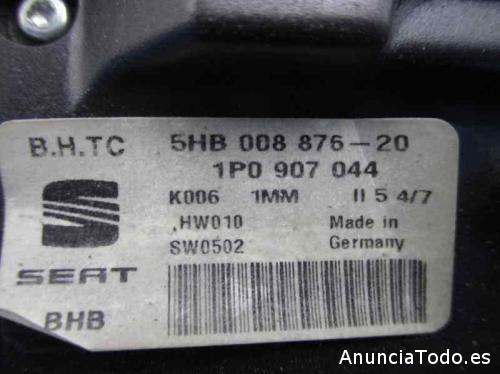 B.H.TC 5HB 008 876-20
1P0 907 044
K006 1MM II 5 4/7
.HW010 Made in
SW0502 Germany
SEAT
BHB
AnunciaTodo.es